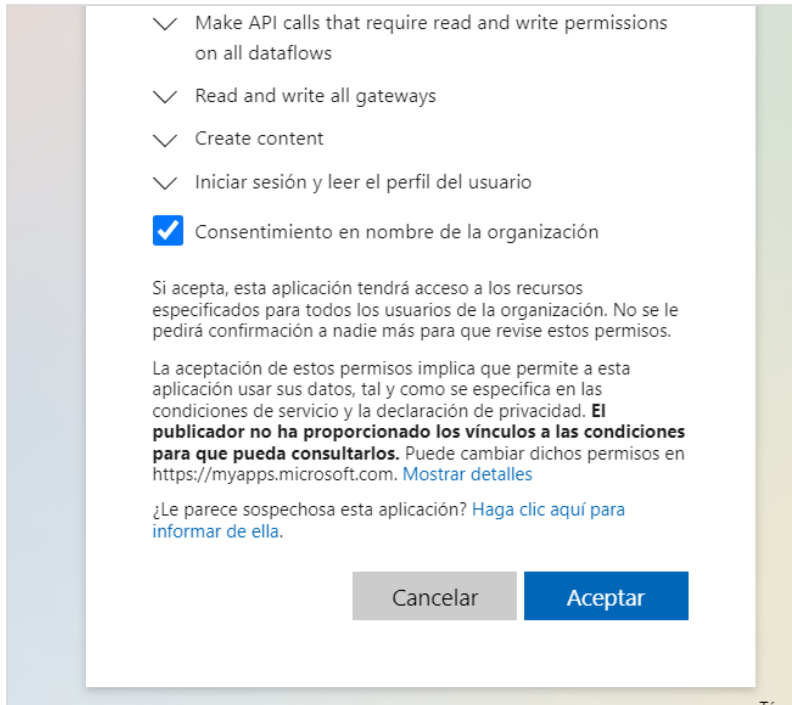 Make API calls that require read and write permissions
on all dataflows
Read and write all gateways
Create content
Iniciar sesión y leer el perfil del usuario
Consentimiento en nombre de la organización
Si acepta, esta aplicación tendrá acceso a los recursos
especificados para todos los usuarios de la organización. No se le
pedirá confirmación a nadie más para que revise estos permisos.
La aceptación de estos permisos implica que permite a esta
aplicación usar sus datos, tal y como se especifica en las
condiciones de servicio y la declaración de privacidad. El
publicador no ha proporcionado los vínculos a las condiciones
para que pueda consultarlos. Puede cambiar dichos permisos en
https://myapps.microsoft.com. Mostrar detalles
¿Le parece sospechosa esta aplicación? Haga clic aquí para
informar de ella.
Cancelar
Aceptar